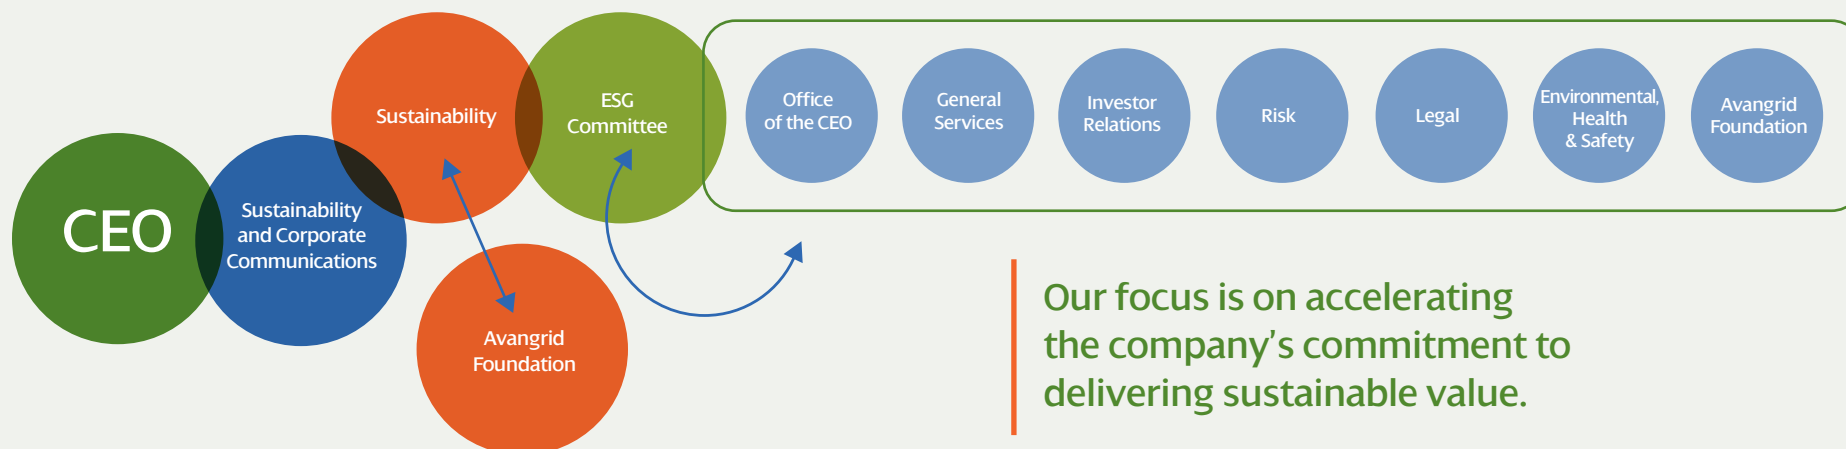 CEO
Sustainability
and Corporate
Communications
Sustainability
Avangrid
Foundation
ESG
Committee
Office
of the CEO
General
Services
Investor
Relations
Risk
Legal
Environmental,
Health
& Safety
Avangrid
Foundation
Our focus is on accelerating
the company's commitment to
delivering sustainable value.